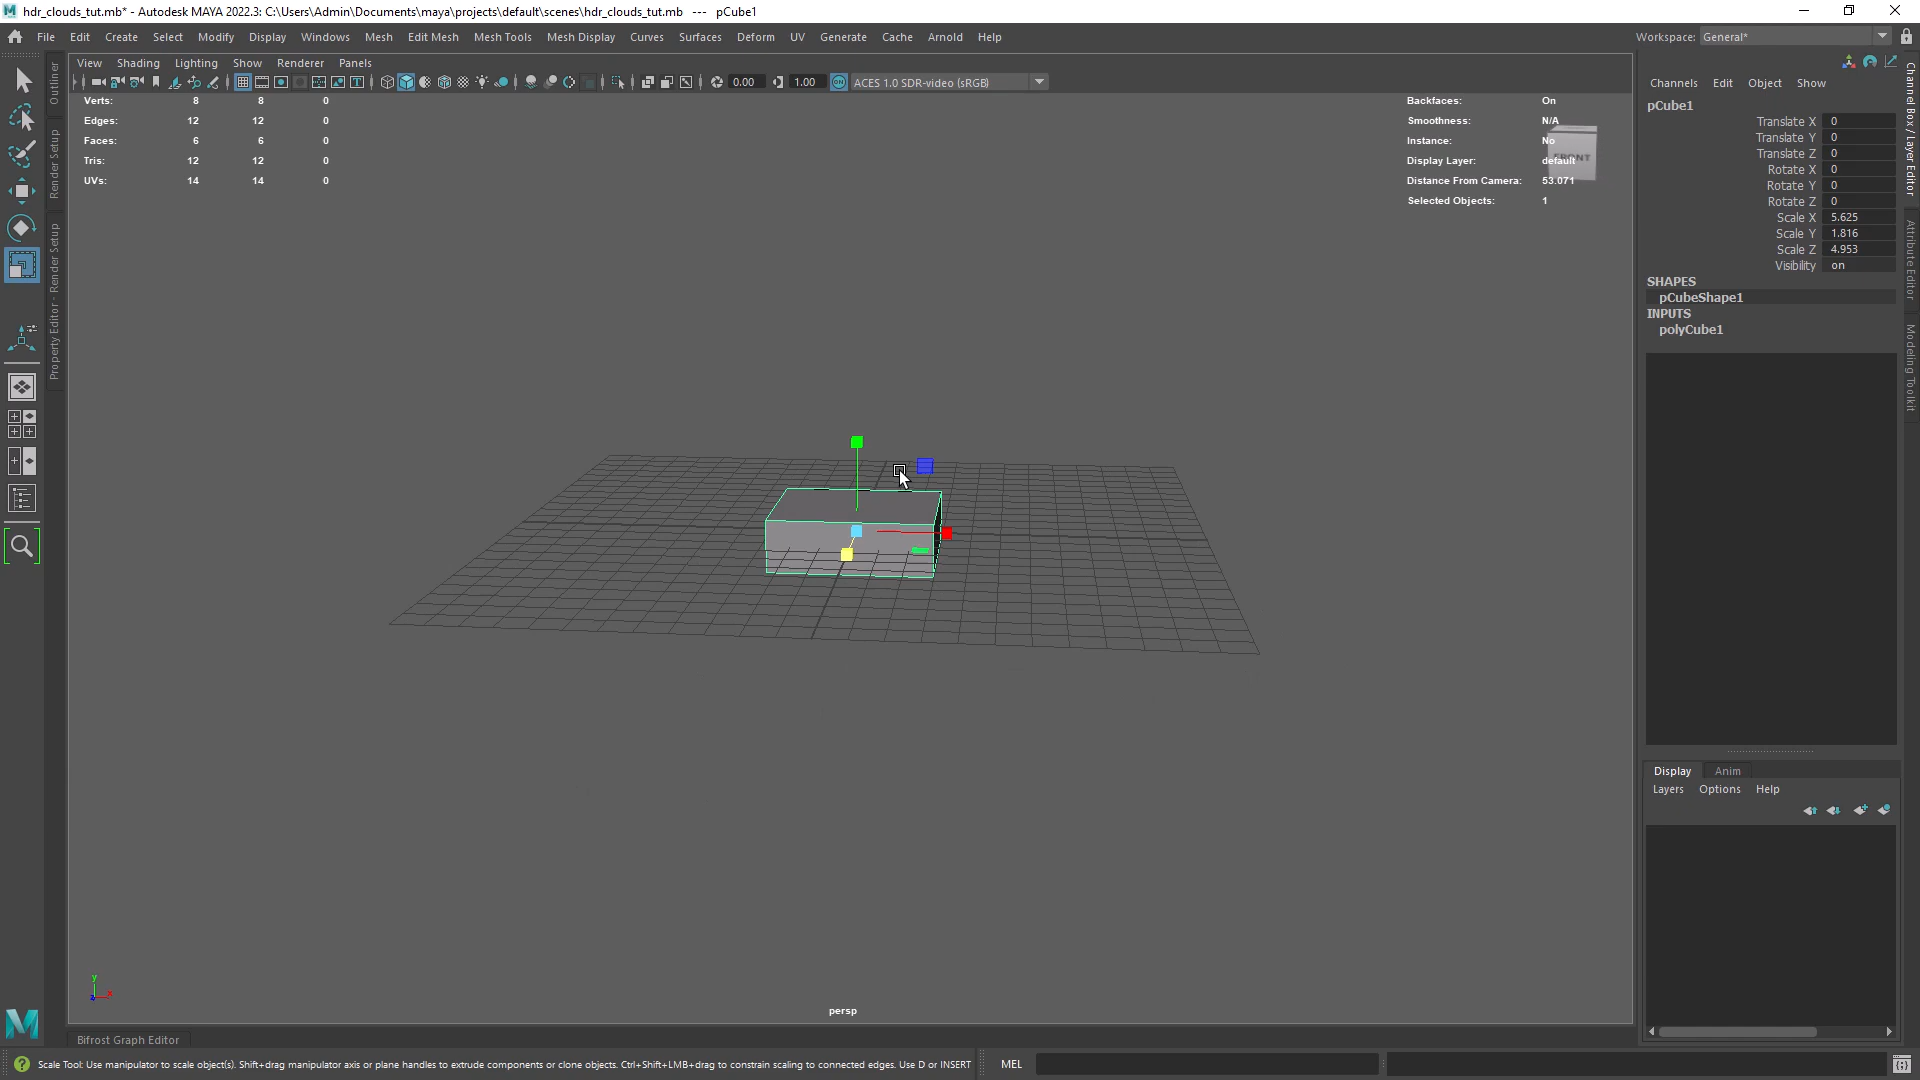 hdr_clouds_tut.mb* - Autodesk MAYA 2022.3: C:\Users\Admin\Documents\maya\projects\default\scenes\hdr_clouds_tut.mb --- pCube1
File Edit Create Select Modify Display Windows Mesh Edit Mesh Mesh Tools Mesh Display Curves Surfaces Deform UV Generate Cache Arnold Help
Workspace: General*
View Shading Lighting Show Renderer Panels
0.00 1.00 ON ACES 1.0 SDR-video (sRGB)
Outliner
Render Setup
Property Editor - Render Setup
Verts: 8 8 0
Edges: 12 12 0
Faces: 6 6 0
Tris: 12 12 0
UVs: 14 14 0
Backfaces: On
Smoothness: N/A
Instance: No
Display Layer: default
Distance From Camera: 53.071
Selected Objects: 1
FRONT
y
x
z
persp
Channels Edit Object Show
pCube1
Translate X 0
Translate Y 0
Translate Z 0
Rotate X 0
Rotate Y 0
Rotate Z 0
Scale X 5.625
Scale Y 1.816
Scale Z 4.953
Visibility on
SHAPES
pCubeShape1
INPUTS
polyCube1
Channel Box / Layer Editor
Attribute Editor
Modeling Toolkit
Display Anim
Layers Options Help
Bifrost Graph Editor
Scale Tool: Use manipulator to scale object(s). Shift+drag manipulator axis or plane handles to extrude components or clone objects. Ctrl+Shift+LMB+drag to constrain scaling to connected edges. Use D or INSERT
MEL